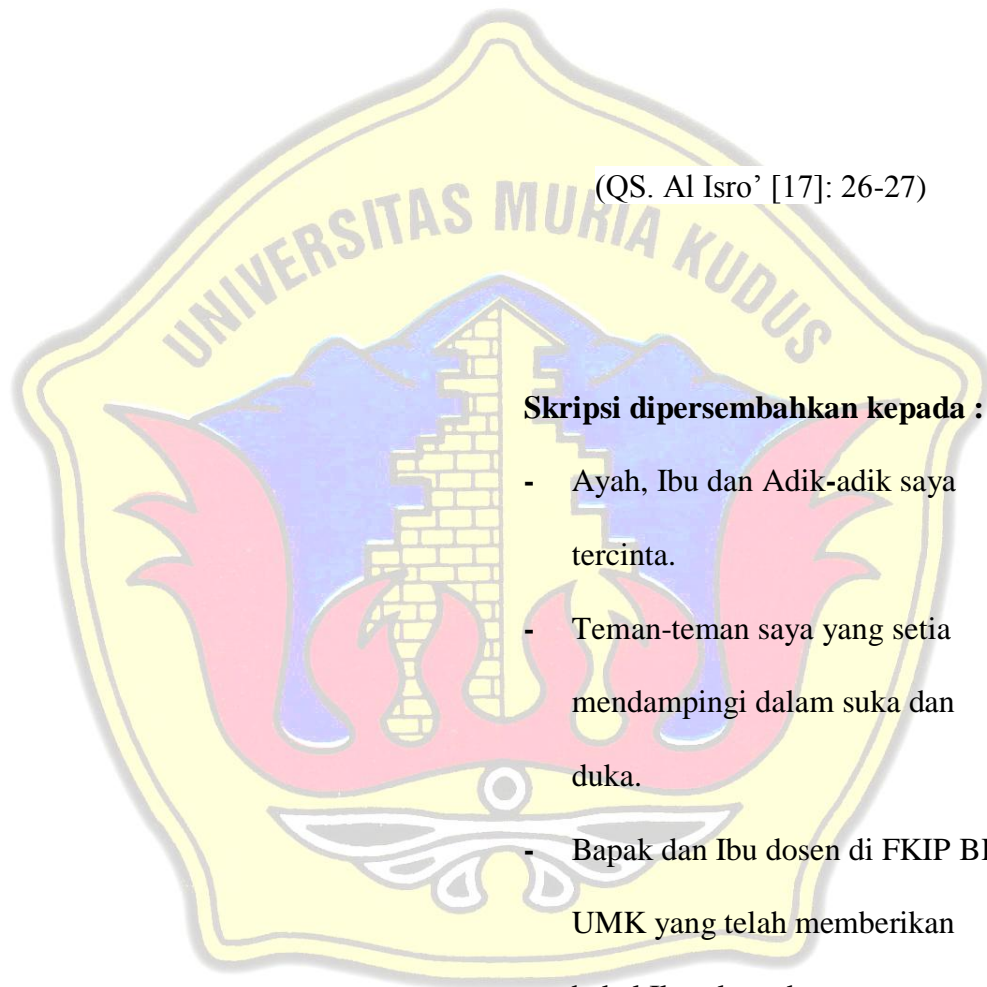 (QS. Al Isro’ [17]: 26-27)
UNIVERSITAS MURIA KUDUS
Skripsi dipersembahkan kepada :
- Ayah, Ibu dan Adik-adik saya
tercinta.
- Teman-teman saya yang setia
mendampingi dalam suka dan
duka.
- Bapak dan Ibu dosen di FKIP
UMK yang telah memberikan